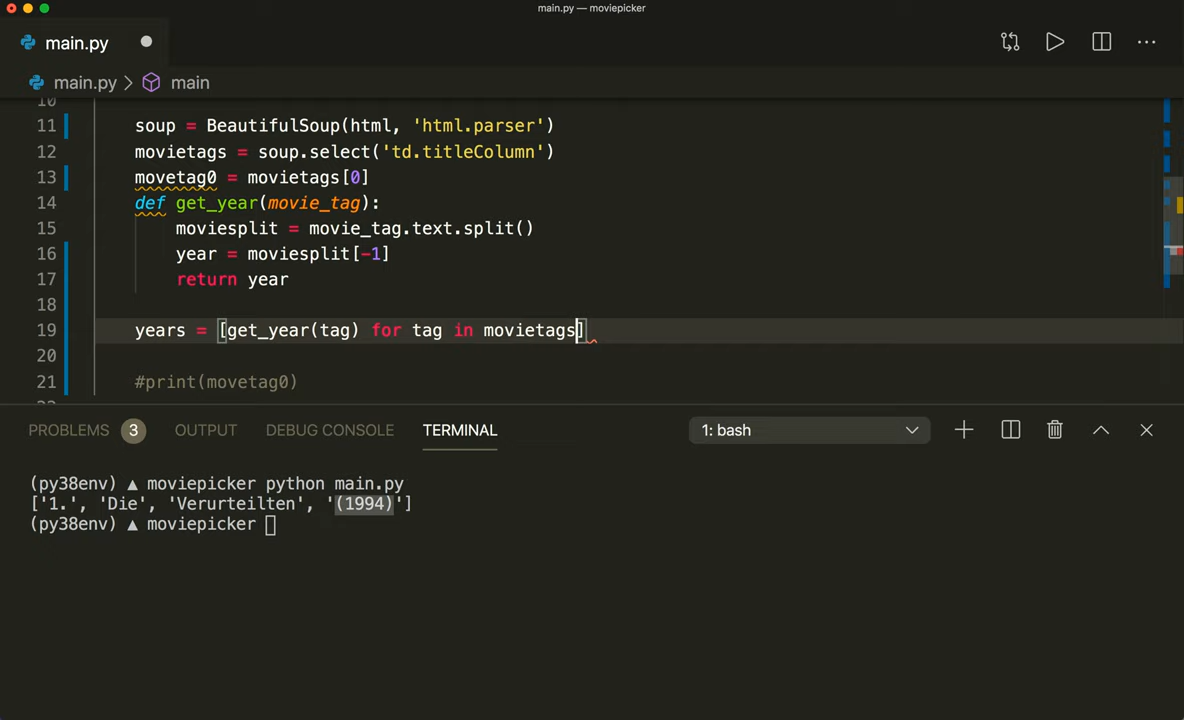 main.py — moviepicker
main.py
main.py > main
10
11 soup = BeautifulSoup(html, 'html.parser')
12 movietags = soup.select('td.titleColumn')
13 movetag0 = movietags[0]
14 def get_year(movie_tag):
15 moviesplit = movie_tag.text.split()
16 year = moviesplit[-1]
17 return year
18
19 years = [get_year(tag) for tag in movietags]
20
21 #print(movetag0)
PROBLEMS 3 OUTPUT DEBUG CONSOLE TERMINAL 1: bash
(py38env) ▲ moviepicker python main.py
['1.', 'Die', 'Verurteilten', '(1994)']
(py38env) ▲ moviepicker